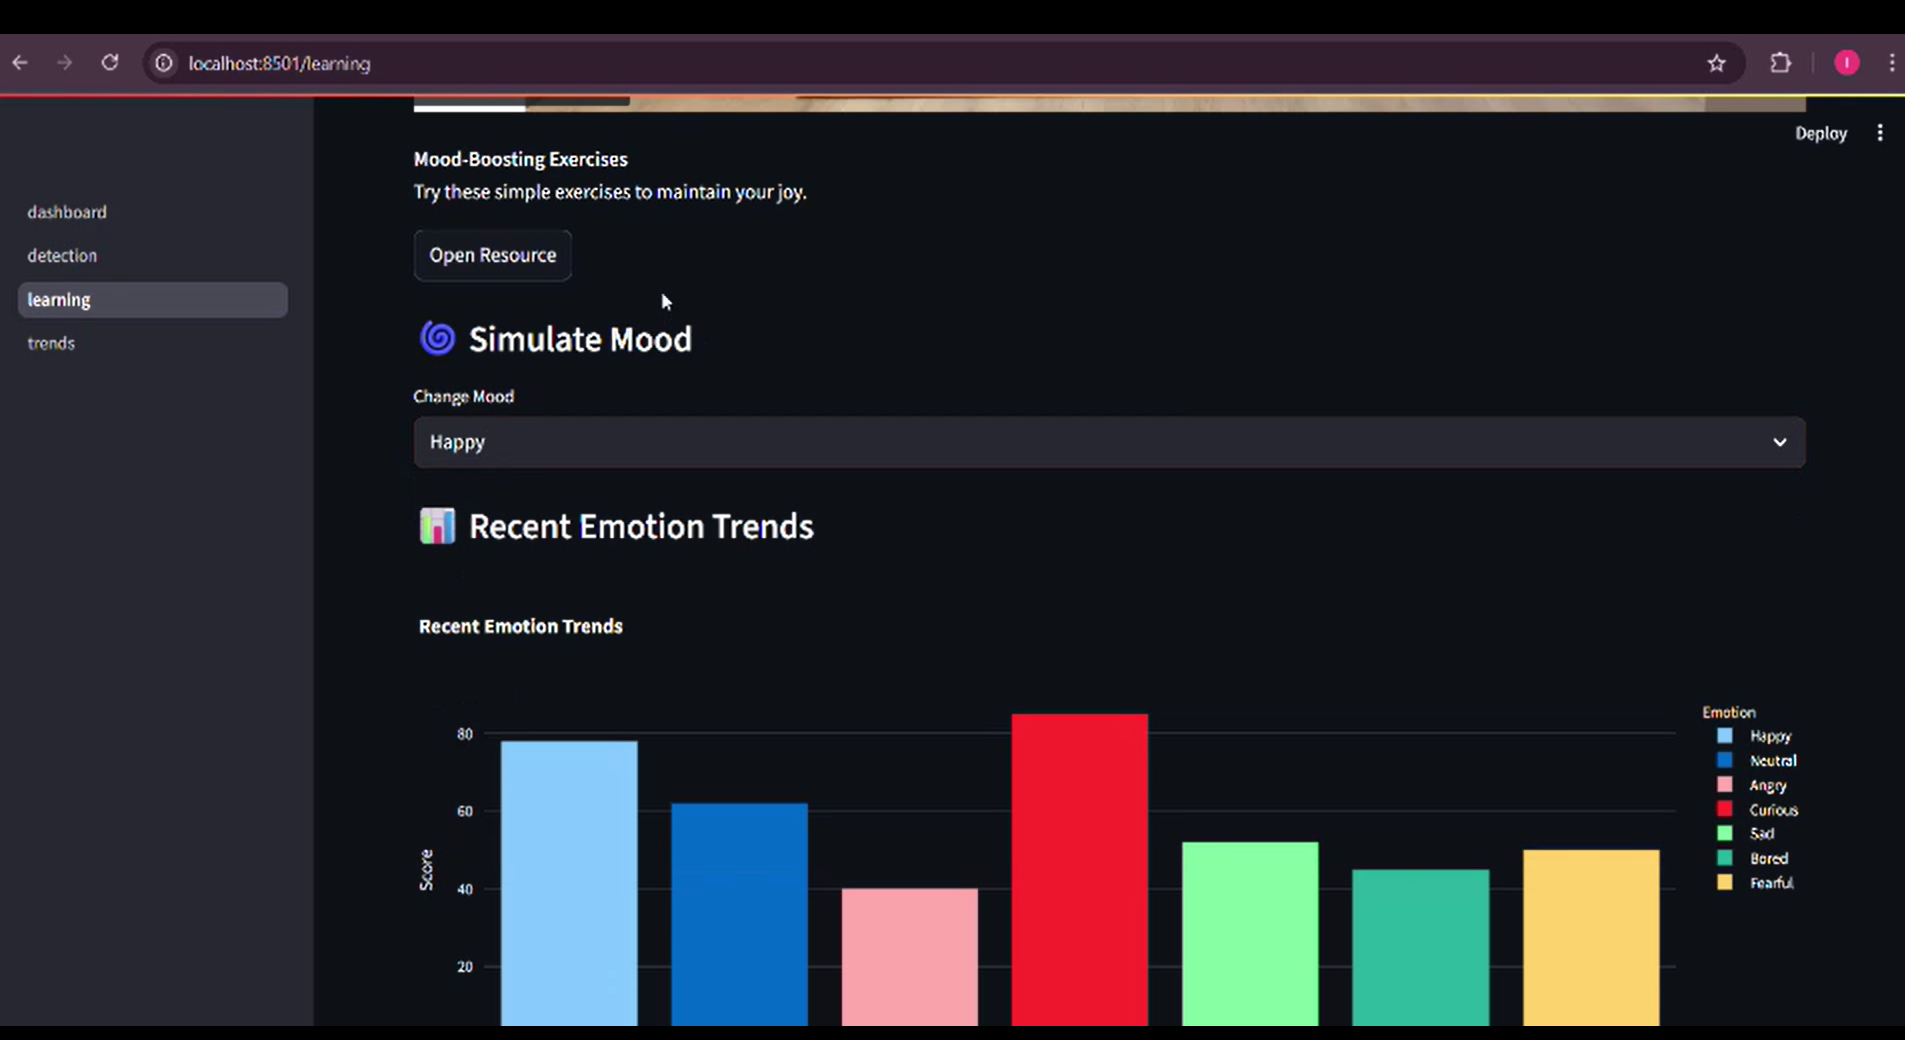 localhost:8501/learning
I
Deploy
dashboard
detection
learning
trends
Mood-Boosting Exercises
Try these simple exercises to maintain your joy.
Open Resource
Simulate Mood
Change Mood
Happy
Recent Emotion Trends
Recent Emotion Trends
80
60
40
20
Score
Emotion
Happy
Neutral
Angry
Curious
Sad
Bored
Fearful